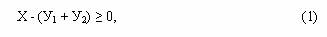 Х - (У₁ + У₂) ≥ 0, (1)